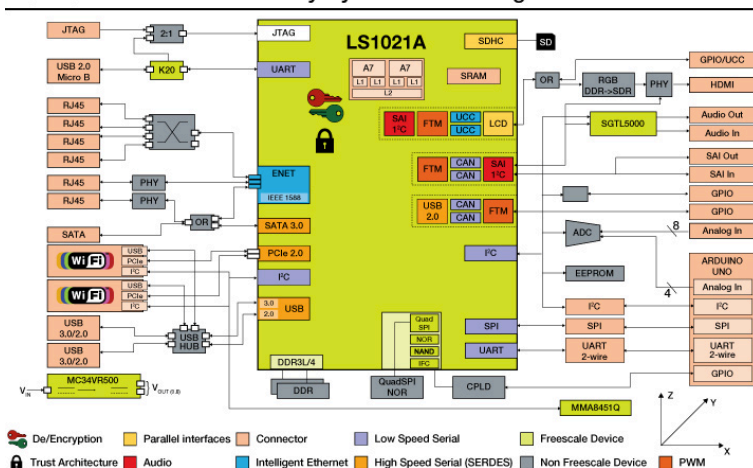 JTAG
2:1
USB 2.0
Micro B
K20
RJ45
RJ45
RJ45
RJ45
RJ45
PHY
RJ45
PHY
OR
SATA
WiFi
USB
PCIe
I²C
WiFi
USB
PCIe
I²C
USB
3.0/2.0
USB
3.0/2.0
USB
HUB
VIN
MC34VR500
VOUT (1:8)
LS1021A
JTAG
UART
ENET
IEEE 1588
SATA 3.0
PCIe 2.0
I²C
3.0
2.0
USB
DDR3L/4
DDR
A7
A7
L1
L1
L1
L1
L2
SRAM
SDHC
SD
SAI
I²C
FTM
UCC
UCC
LCD
FTM
CAN
CAN
SAI
I²C
USB
2.0
CAN
CAN
FTM
I²C
SPI
UART
Quad
SPI
NOR
NAND
IFC
QuadSPI
NOR
CPLD
OR
RGB
DDR->SDR
PHY
SGTL5000
ADC
8
4
EEPROM
I²C
SPI
UART
2-wire
MMA8451Q
GPIO/UCC
HDMI
Audio Out
Audio In
SAI Out
SAI In
GPIO
GPIO
Analog In
ARDUINO
UNO
Analog In
I²C
SPI
UART
2-wire
GPIO
Z
Y
X
De/Encryption
Parallel interfaces
Connector
Low Speed Serial
Freescale Device
Trust Architecture
Audio
Intelligent Ethernet
High Speed Serial (SERDES)
Non Freescale Device
PWM